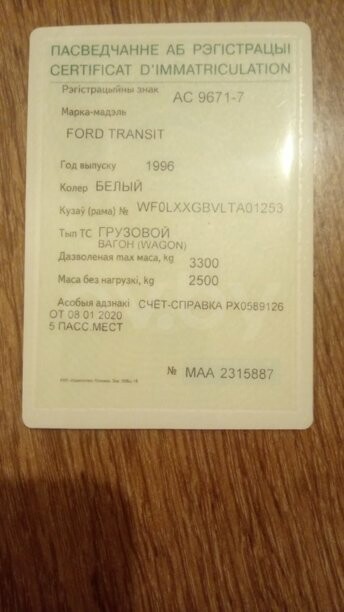 ПАСВЕДЧАННЕ АБ РЭГІСТРАЦЫІ
CERTIFICAT D'IMMATRICULATION
Рэгістрацыйны знак AC 9671-7
Марка-мадэль
FORD TRANSIT
Год выпуску 1996
Колер БЕЛЫЙ
Кузаў (рама) № WF0LXXGBVLTA01253
Тып ТС ГРУЗОВОЙ
ВАГОН (WAGON)
Дазволеная max маса, kg 3300
Маса без нагрузкі, kg 2500
Асобыя адзнакі СЧЕТ-СПРАВКА РХ0589126
ОТ 08.01 2020
5 ПАСС.МЕСТ
№ МАА 2315887